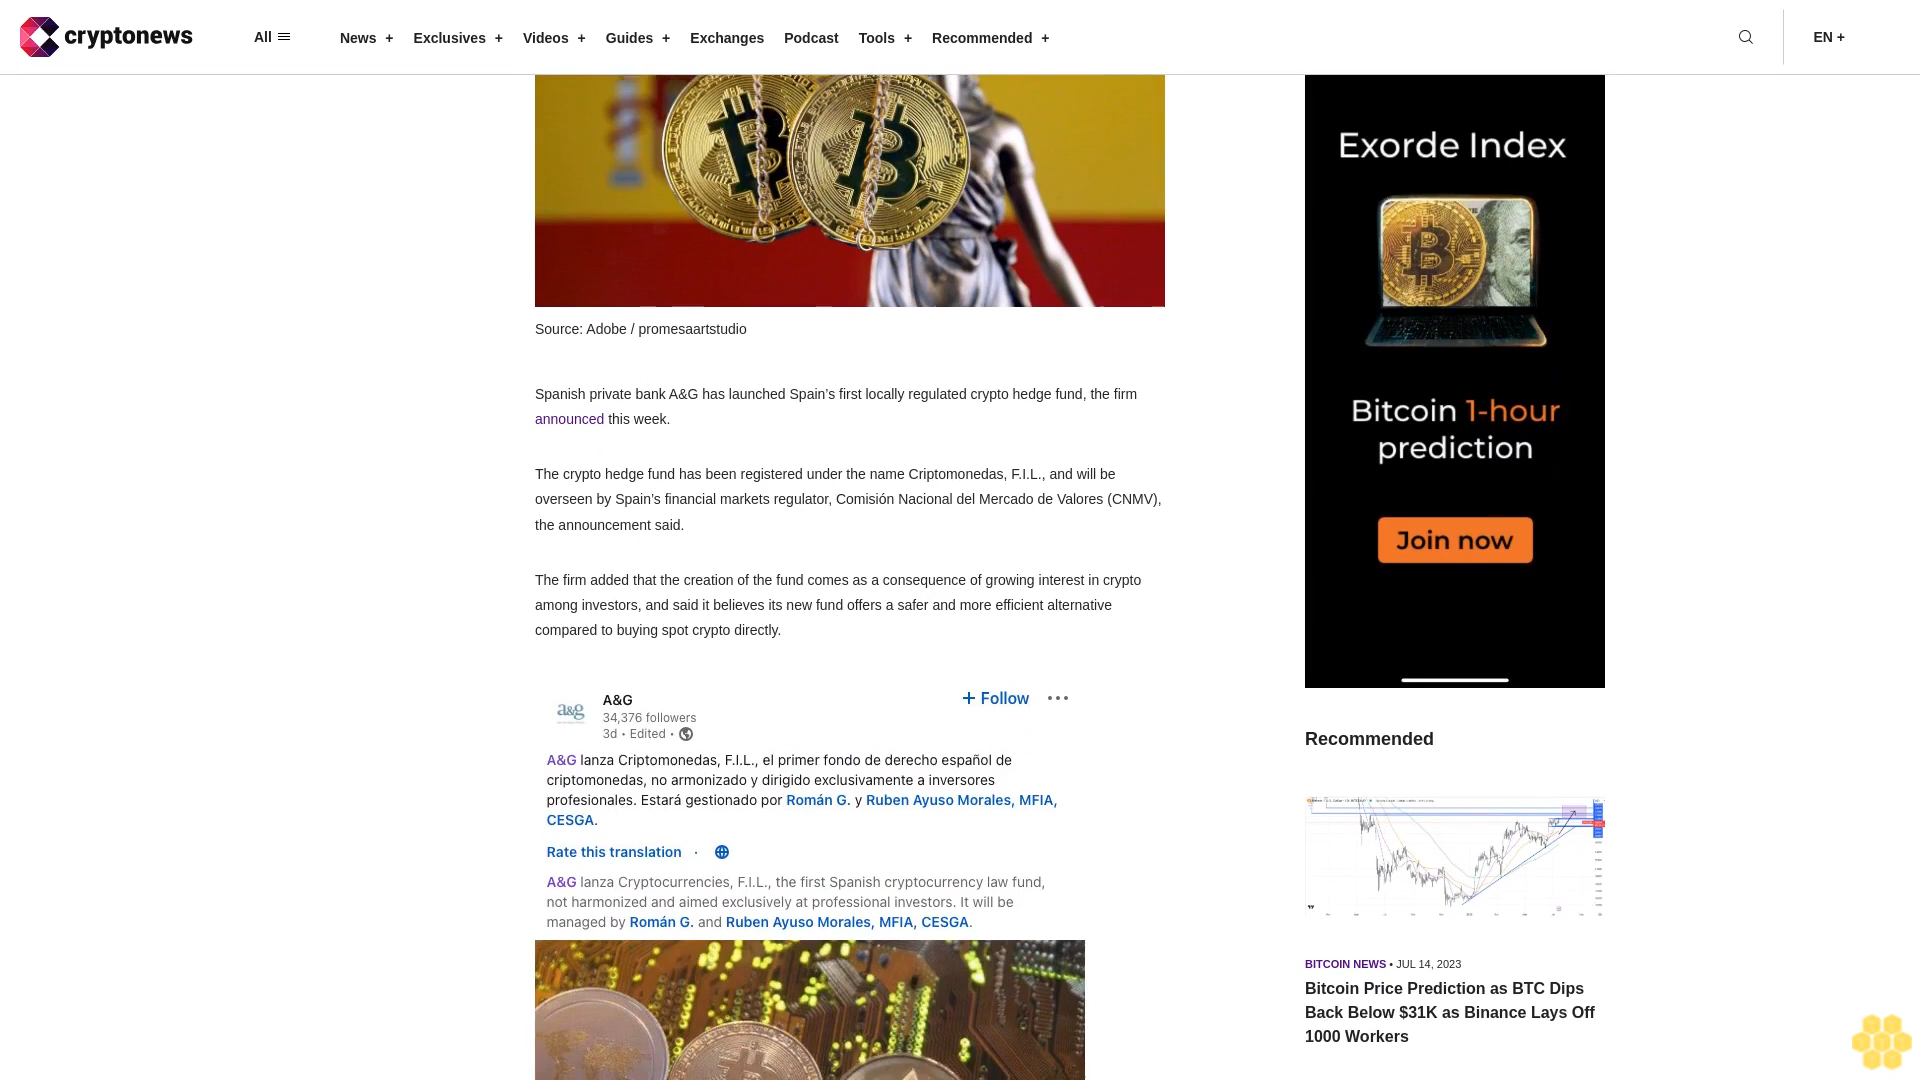 cryptonews
All
News +
Exclusives +
Videos +
Guides +
Exchanges
Podcast
Tools +
Recommended +
EN +
Source: Adobe / promesaartstudio
Spanish private bank A&G has launched Spain’s first locally regulated crypto hedge fund, the firm
announced this week.
The crypto hedge fund has been registered under the name Criptomonedas, F.I.L., and will be
overseen by Spain’s financial markets regulator, Comisión Nacional del Mercado de Valores (CNMV),
the announcement said.
The firm added that the creation of the fund comes as a consequence of growing interest in crypto
among investors, and said it believes its new fund offers a safer and more efficient alternative
compared to buying spot crypto directly.
a&g
A&G
+ Follow
34,376 followers
3d • Edited •
A&G lanza Criptomonedas, F.I.L., el primer fondo de derecho español de
criptomonedas, no armonizado y dirigido exclusivamente a inversores
profesionales. Estará gestionado por Román G. y Ruben Ayuso Morales, MFIA,
CESGA.
Rate this translation ·
A&G lanza Cryptocurrencies, F.I.L., the first Spanish cryptocurrency law fund,
not harmonized and aimed exclusively at professional investors. It will be
managed by Román G. and Ruben Ayuso Morales, MFIA, CESGA.
Exorde Index
Bitcoin 1-hour
prediction
Join now
Recommended
BITCOIN NEWS • JUL 14, 2023
Bitcoin Price Prediction as BTC Dips
Back Below $31K as Binance Lays Off
1000 Workers